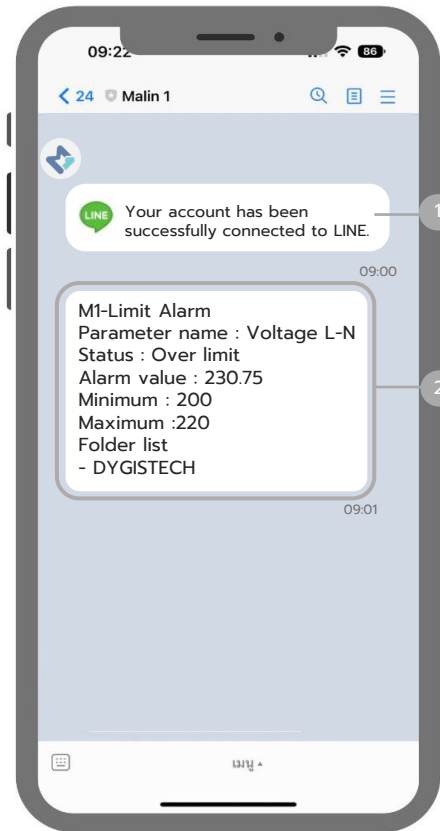 09:22
86
24 Malin 1
LINE
Your account has been
successfully connected to LINE.
1
09:00
M1-Limit Alarm
Parameter name : Voltage L-N
Status : Over limit
Alarm value : 230.75
Minimum : 200
Maximum :220
Folder list
- DYGISTECH
2
09:01
เมนู